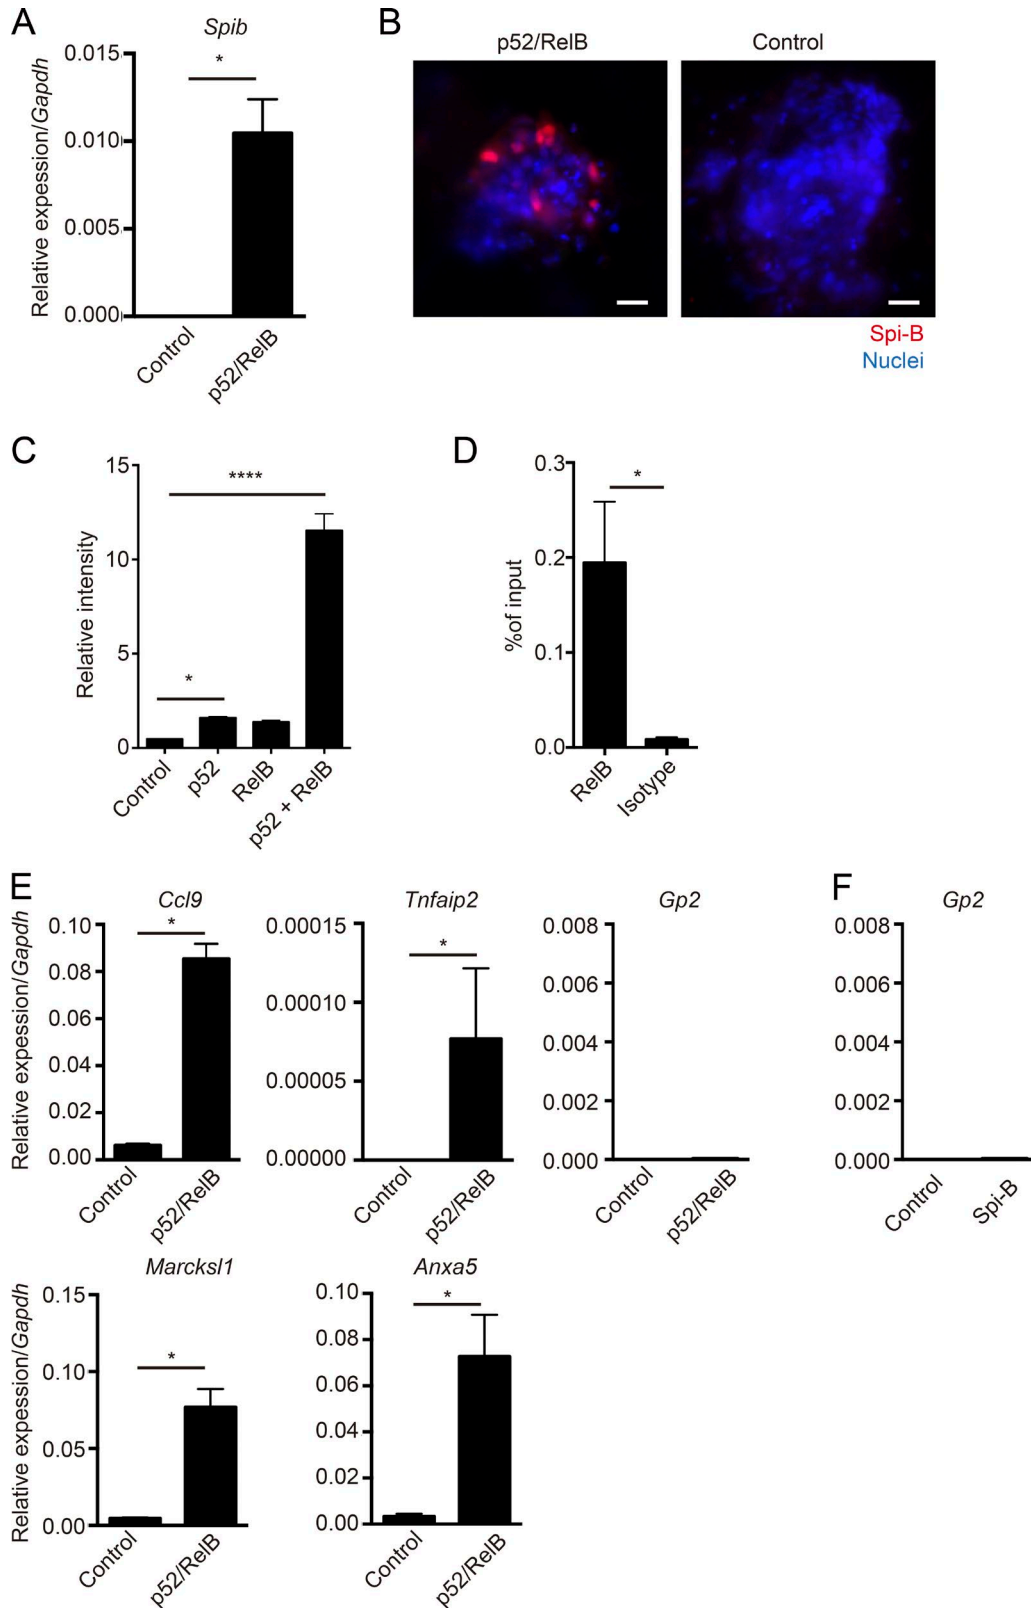 A
Spib
*
0.015
0.010
0.005
0.000
Relative expession/Gapdh
Control
p52/RelB
B
p52/RelB
Control
Spi-B
Nuclei
C
****
*
15
10
5
0
Relative intensity
Control
p52
RelB
p52 + RelB
D
*
0.3
0.2
0.1
0.0
%of input
RelB
Isotype
E
Ccl9
*
0.10
0.08
0.06
0.04
0.02
0.00
Relative expession/Gapdh
Control
p52/RelB
Tnfaip2
*
0.00015
0.00010
0.00005
0.00000
Control
p52/RelB
Gp2
0.008
0.006
0.004
0.002
0.000
Control
p52/RelB
F
Gp2
0.008
0.006
0.004
0.002
0.000
Control
Spi-B
Marcksl1
*
0.15
0.10
0.05
0.00
Relative expession/Gapdh
Control
p52/RelB
Anxa5
*
0.10
0.08
0.06
0.04
0.02
0.00
Control
p52/RelB